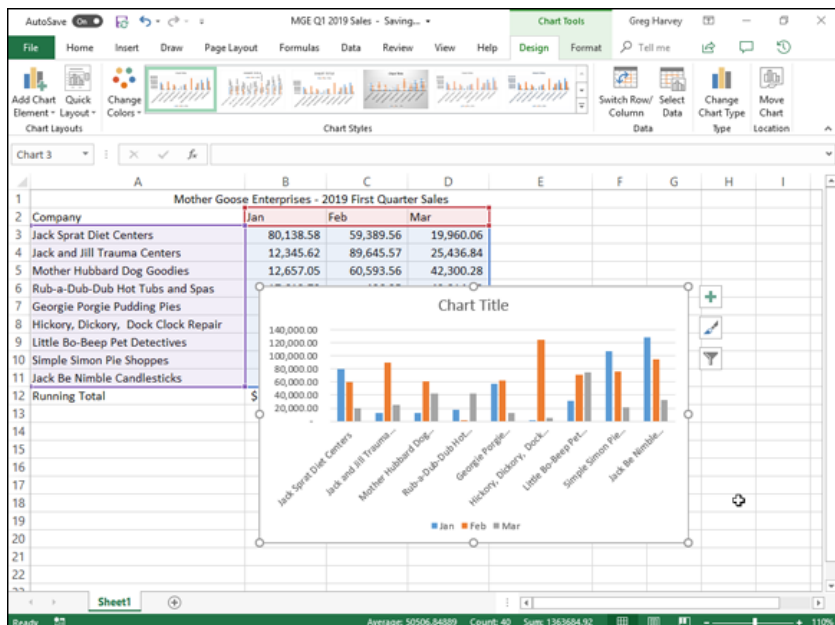 AutoSave On MGE Q1 2019 Sales - Saving... Chart Tools Greg Harvey
File Home Insert Draw Page Layout Formulas Data Review View Help Design Format Tell me
Add Chart Quick Change Switch Row/ Select Change Move
Element Layout Colors Column Data Chart Type Chart
Chart Layouts Chart Styles Data Type Location
Chart 3 fx
A B C D E F G H I
1 Mother Goose Enterprises - 2019 First Quarter Sales
2 Company Jan Feb Mar
3 Jack Sprat Diet Centers 80,138.58 59,389.56 19,960.06
4 Jack and Jill Trauma Centers 12,345.62 89,645.57 25,436.84
5 Mother Hubbard Dog Goodies 12,657.05 60,593.56 42,300.28
6 Rub-a-Dub-Dub Hot Tubs and Spas
7 Georgie Porgie Pudding Pies
8 Hickory, Dickory, Dock Clock Repair
9 Little Bo-Beep Pet Detectives
10 Simple Simon Pie Shoppes
11 Jack Be Nimble Candlesticks
12 Running Total $
13
14
15
16
17
18
19
20
21
22
Chart Title
140,000.00
120,000.00
100,000.00
80,000.00
60,000.00
40,000.00
20,000.00
-
Jack Sprat Diet Centers
Jack and Jill Trauma...
Mother Hubbard Dog...
Rub-a-Dub-Dub Hot...
Georgie Porgie...
Hickory, Dickory, Dock...
Little Bo-Beep Pet...
Simple Simon Pie...
Jack Be Nimble...
Jan Feb Mar
Sheet1
Ready Average: 50506.84889 Count: 40 Sum: 1363684.92 110%